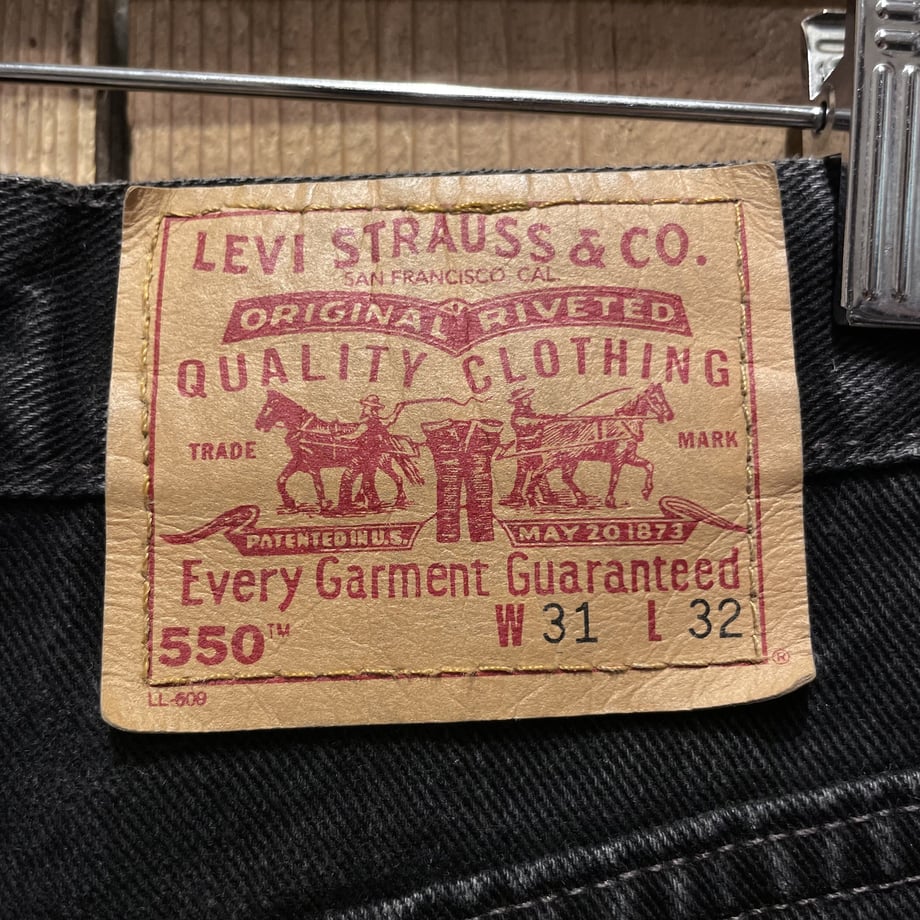 LEVI STRAUSS & CO.
SAN FRANCISCO CAL
ORIGINAL RIVETED
QUALITY CLOTHING
TRADE MARK
PATENTED IN U.S. MAY 20 1873
Every Garment Guaranteed
550™ W 31 L 32
®
LL-609